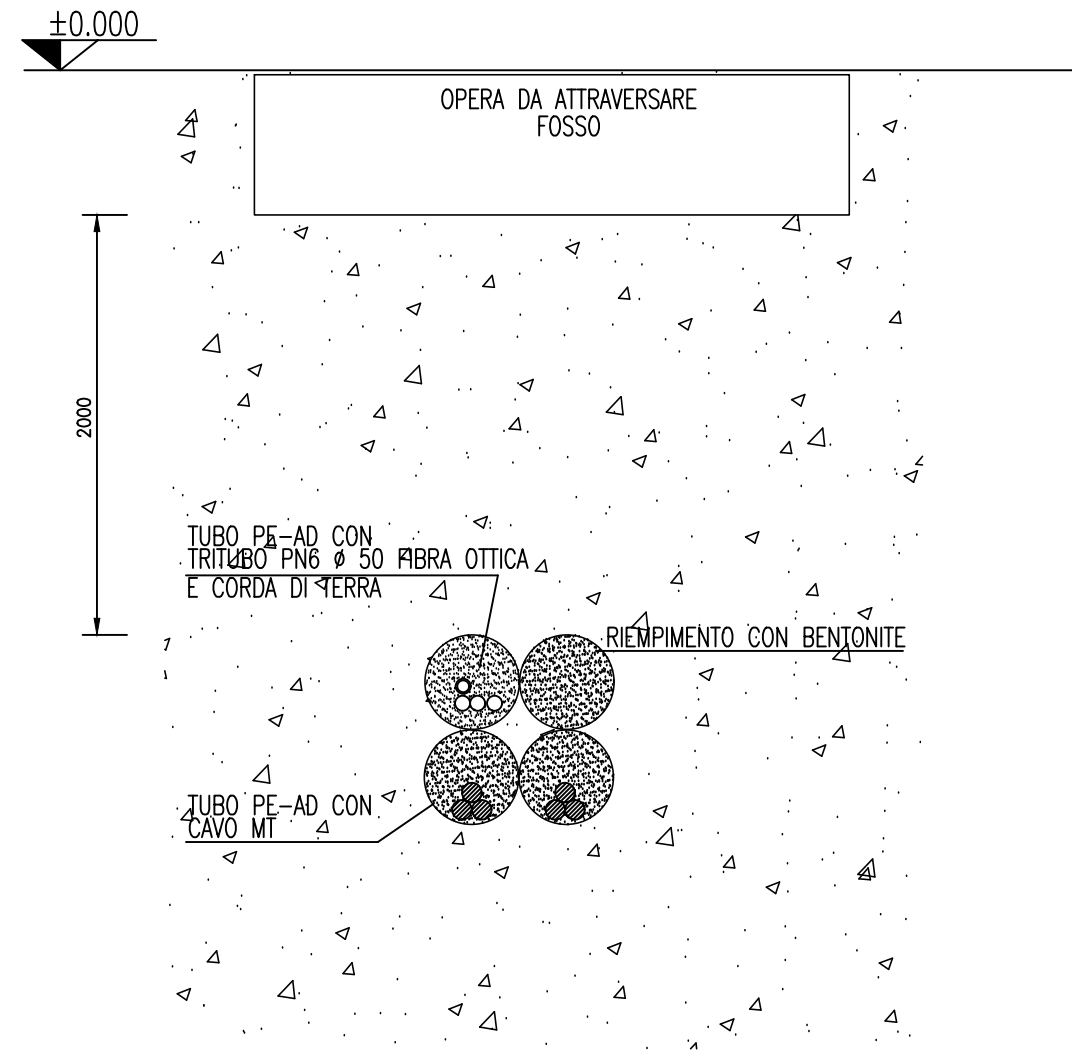 ±0.000
OPERA DA ATTRAVERSARE
FOSSO
2000
TUBO PE-AD CON
TRITUBO PN6 ø 50 FIBRA OTTICA
E CORDA DI TERRA
RIEMPIMENTO CON BENTONITE
TUBO PE-AD CON
CAVO MT